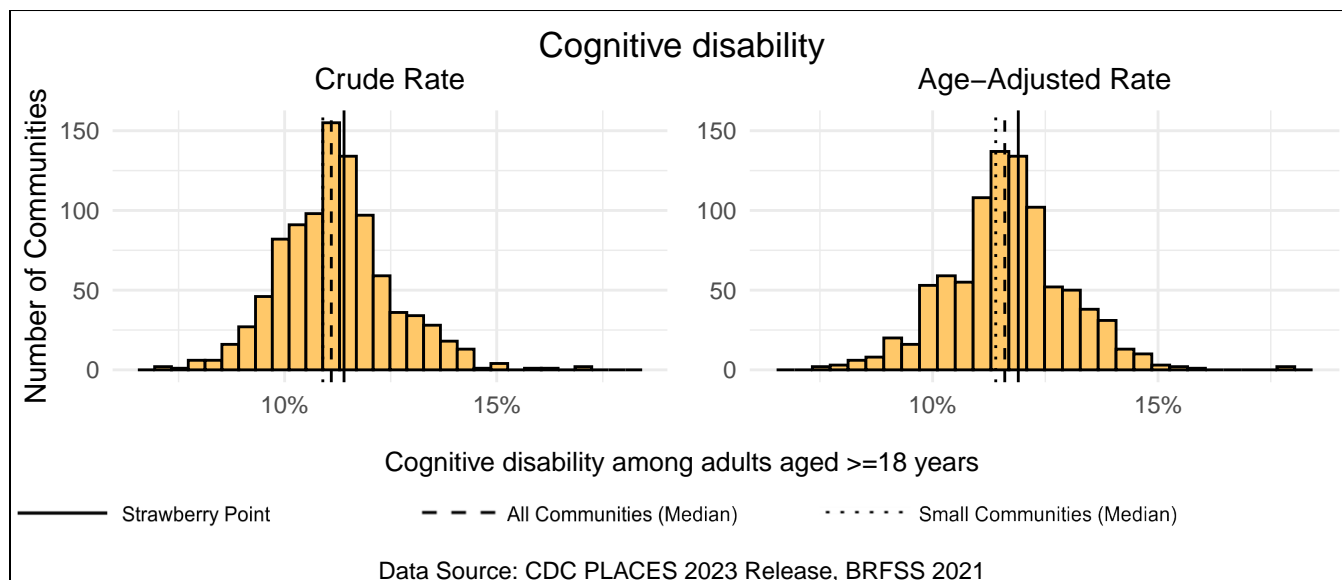 Cognitive disability
Crude Rate
Age−Adjusted Rate
Number of Communities
150
100
50
0
10%
15%
150
100
50
0
10%
15%
Cognitive disability among adults aged >=18 years
Strawberry Point
All Communities (Median)
Small Communities (Median)
Data Source: CDC PLACES 2023 Release, BRFSS 2021